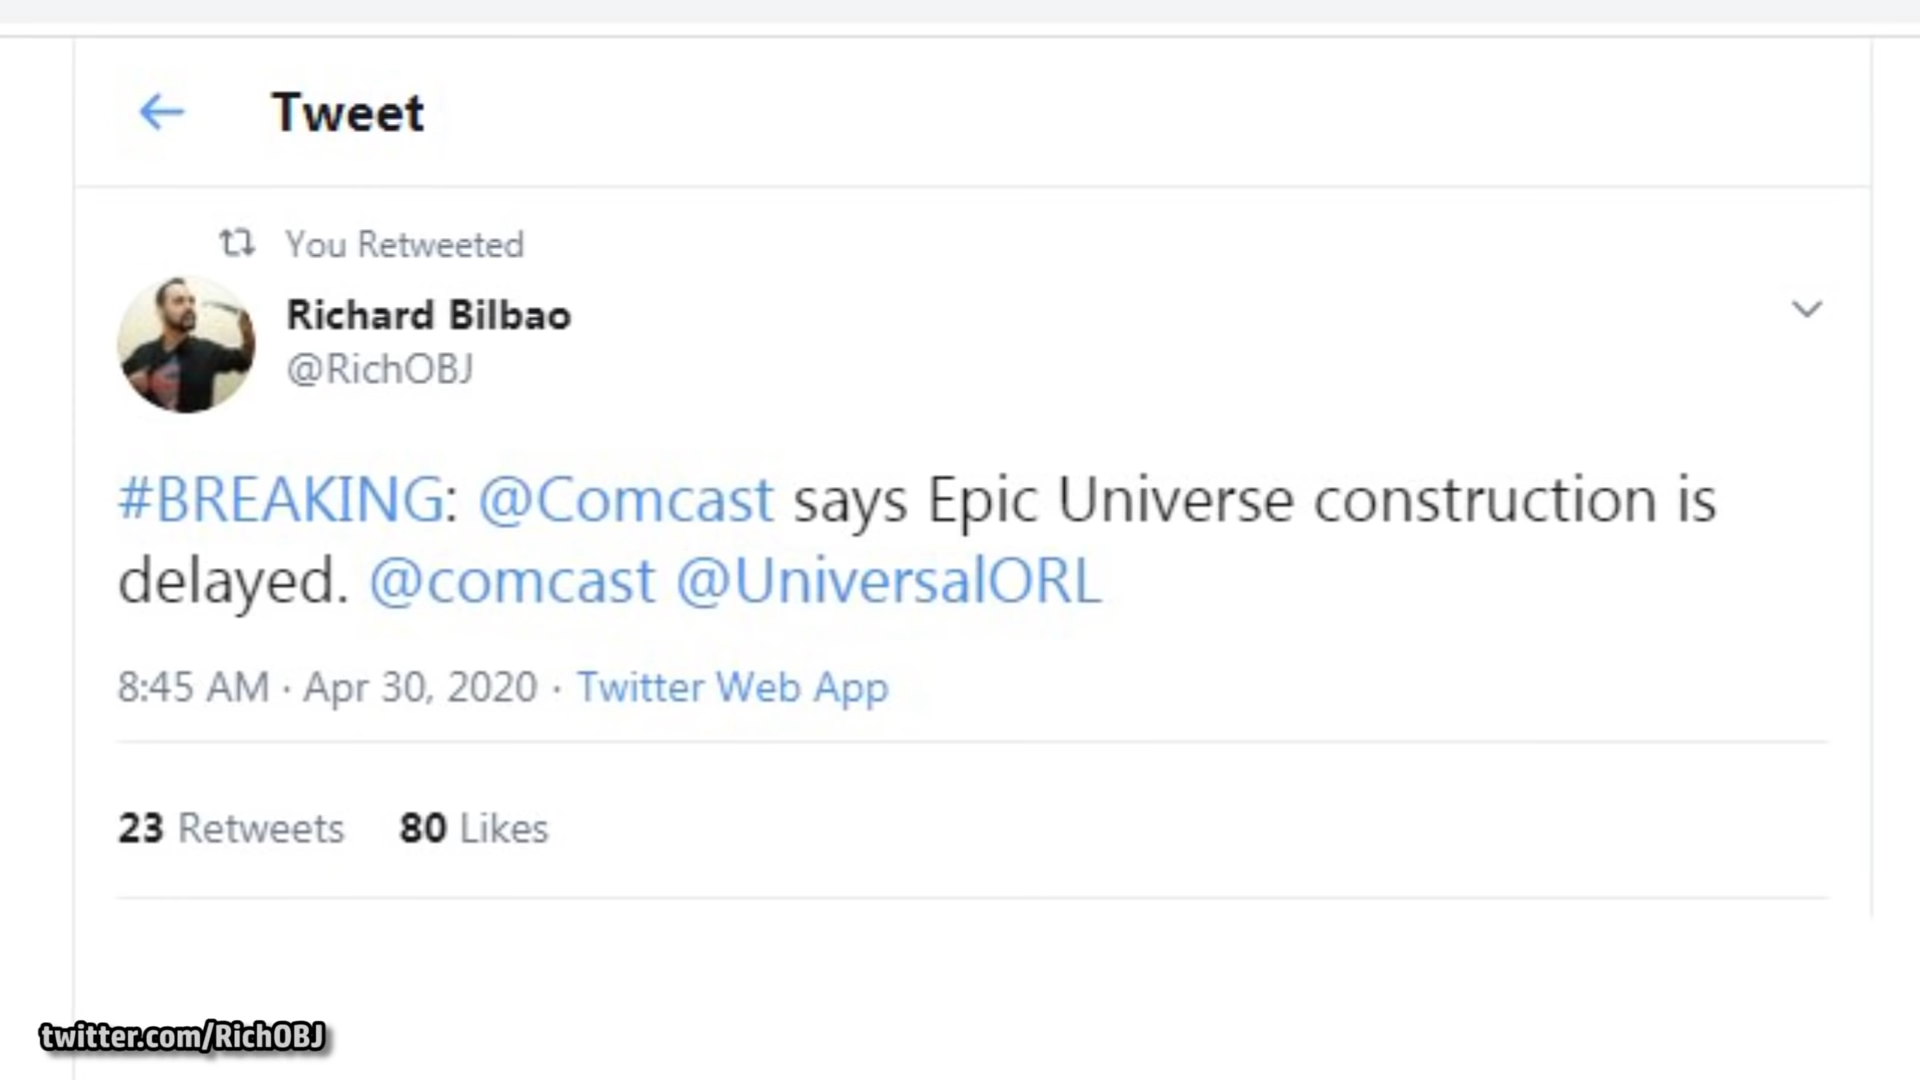 Tweet
You Retweeted
Richard Bilbao
@RichOBJ
#BREAKING: @Comcast says Epic Universe construction is
delayed. @comcast @UniversalORL
8:45 AM · Apr 30, 2020 · Twitter Web App
23 Retweets 80 Likes
twitter.com/RichOBJ